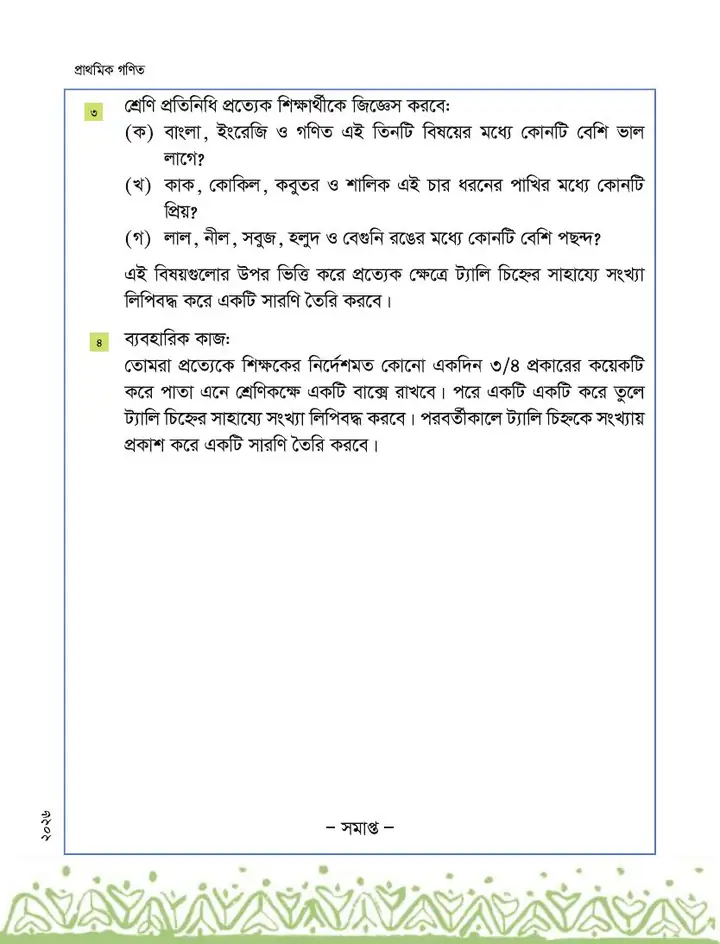 প্রাথমিক গণিত
৩ শ্রেণি প্রতিনিধি প্রত্যেক শিক্ষার্থীকে জিজ্ঞেস করবে:
(ক) বাংলা, ইংরেজি ও গণিত এই তিনটি বিষয়ের মধ্যে কোনটি বেশি ভাল
লাগে?
(খ) কাক, কোকিল, কবুতর ও শালিক এই চার ধরনের পাখির মধ্যে কোনটি
প্রিয়?
(গ) লাল, নীল, সবুজ, হলুদ ও বেগুনি রঙের মধ্যে কোনটি বেশি পছন্দ?
এই বিষয়গুলোর উপর ভিত্তি করে প্রত্যেক ক্ষেত্রে ট্যালি চিহ্নের সাহায্যে সংখ্যা
লিপিবদ্ধ করে একটি সারণি তৈরি করবে।
৪ ব্যবহারিক কাজ:
তোমরা প্রত্যেকে শিক্ষকের নির্দেশমত কোনো একদিন ৩/৪ প্রকারের কয়েকটি
করে পাতা এনে শ্রেণিকক্ষে একটি বাক্সে রাখবে। পরে একটি একটি করে তুলে
ট্যালি চিহ্নের সাহায্যে সংখ্যা লিপিবদ্ধ করবে। পরবর্তীকালে ট্যালি চিহ্নকে সংখ্যায়
প্রকাশ করে একটি সারণি তৈরি করবে।
২০২৬
– সমাপ্ত –